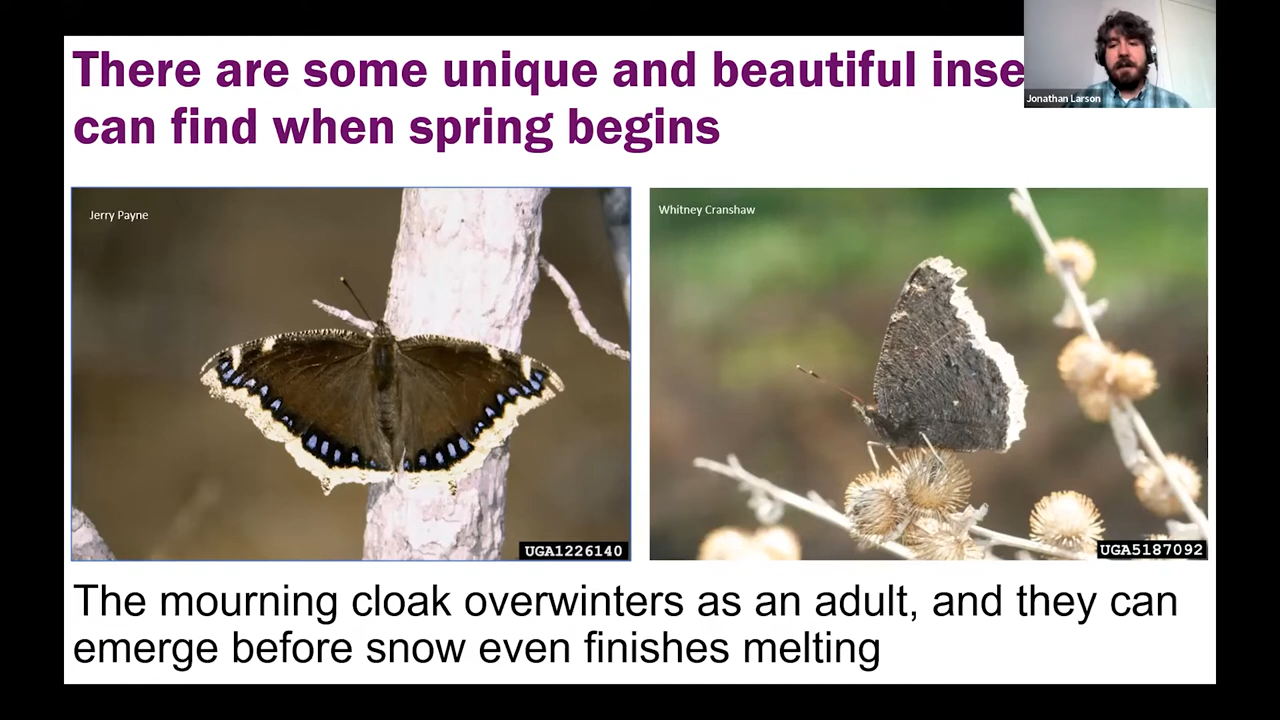 There are some unique and beautiful inse
can find when spring begins
Jonathan Larson
Jerry Payne
Whitney Cranshaw
UGA1226140
UGA5187092
The mourning cloak overwinters as an adult, and they can
emerge before snow even finishes melting